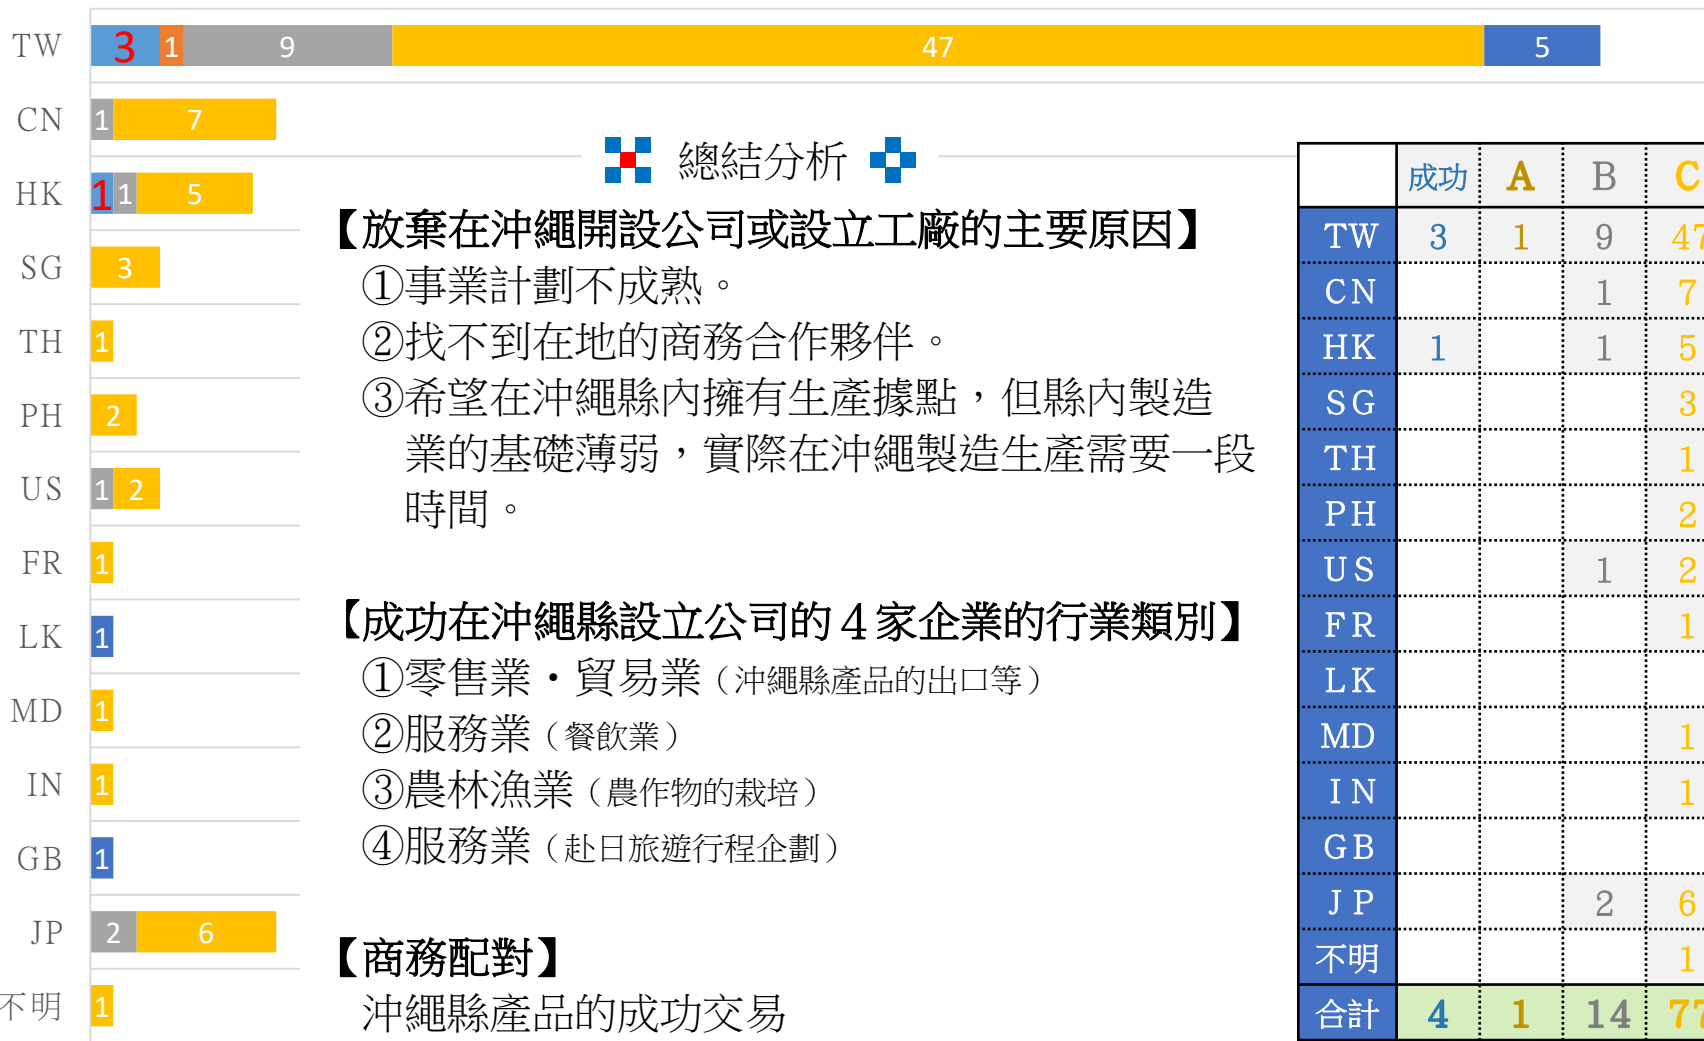 TW 3 1 9 47 5
CN 1 7
HK 1 1 5
SG 3
TH 1
PH 2
US 1 2
FR 1
LK 1
MD 1
IN 1
GB 1
JP 2 6
不明 1
總結分析
【放棄在沖繩開設公司或設立工廠的主要原因】
①事業計劃不成熟。
②找不到在地的商務合作夥伴。
③希望在沖繩縣內擁有生產據點，但縣內製造
業的基礎薄弱，實際在沖繩製造生產需要一段
時間。
【成功在沖繩縣設立公司的４家企業的行業類別】
①零售業・貿易業（沖繩縣產品的出口等）
②服務業（餐飲業）
③農林漁業（農作物的栽培）
④服務業（赴日旅遊行程企劃）
【商務配對】
沖繩縣產品的成功交易
成功 A B C
TW 3 1 9 47
CN 1 7
HK 1 1 5
SG 3
TH 1
PH 2
US 1 2
FR 1
LK
MD 1
IN 1
GB
JP 2 6
不明 1
合計 4 1 14 77